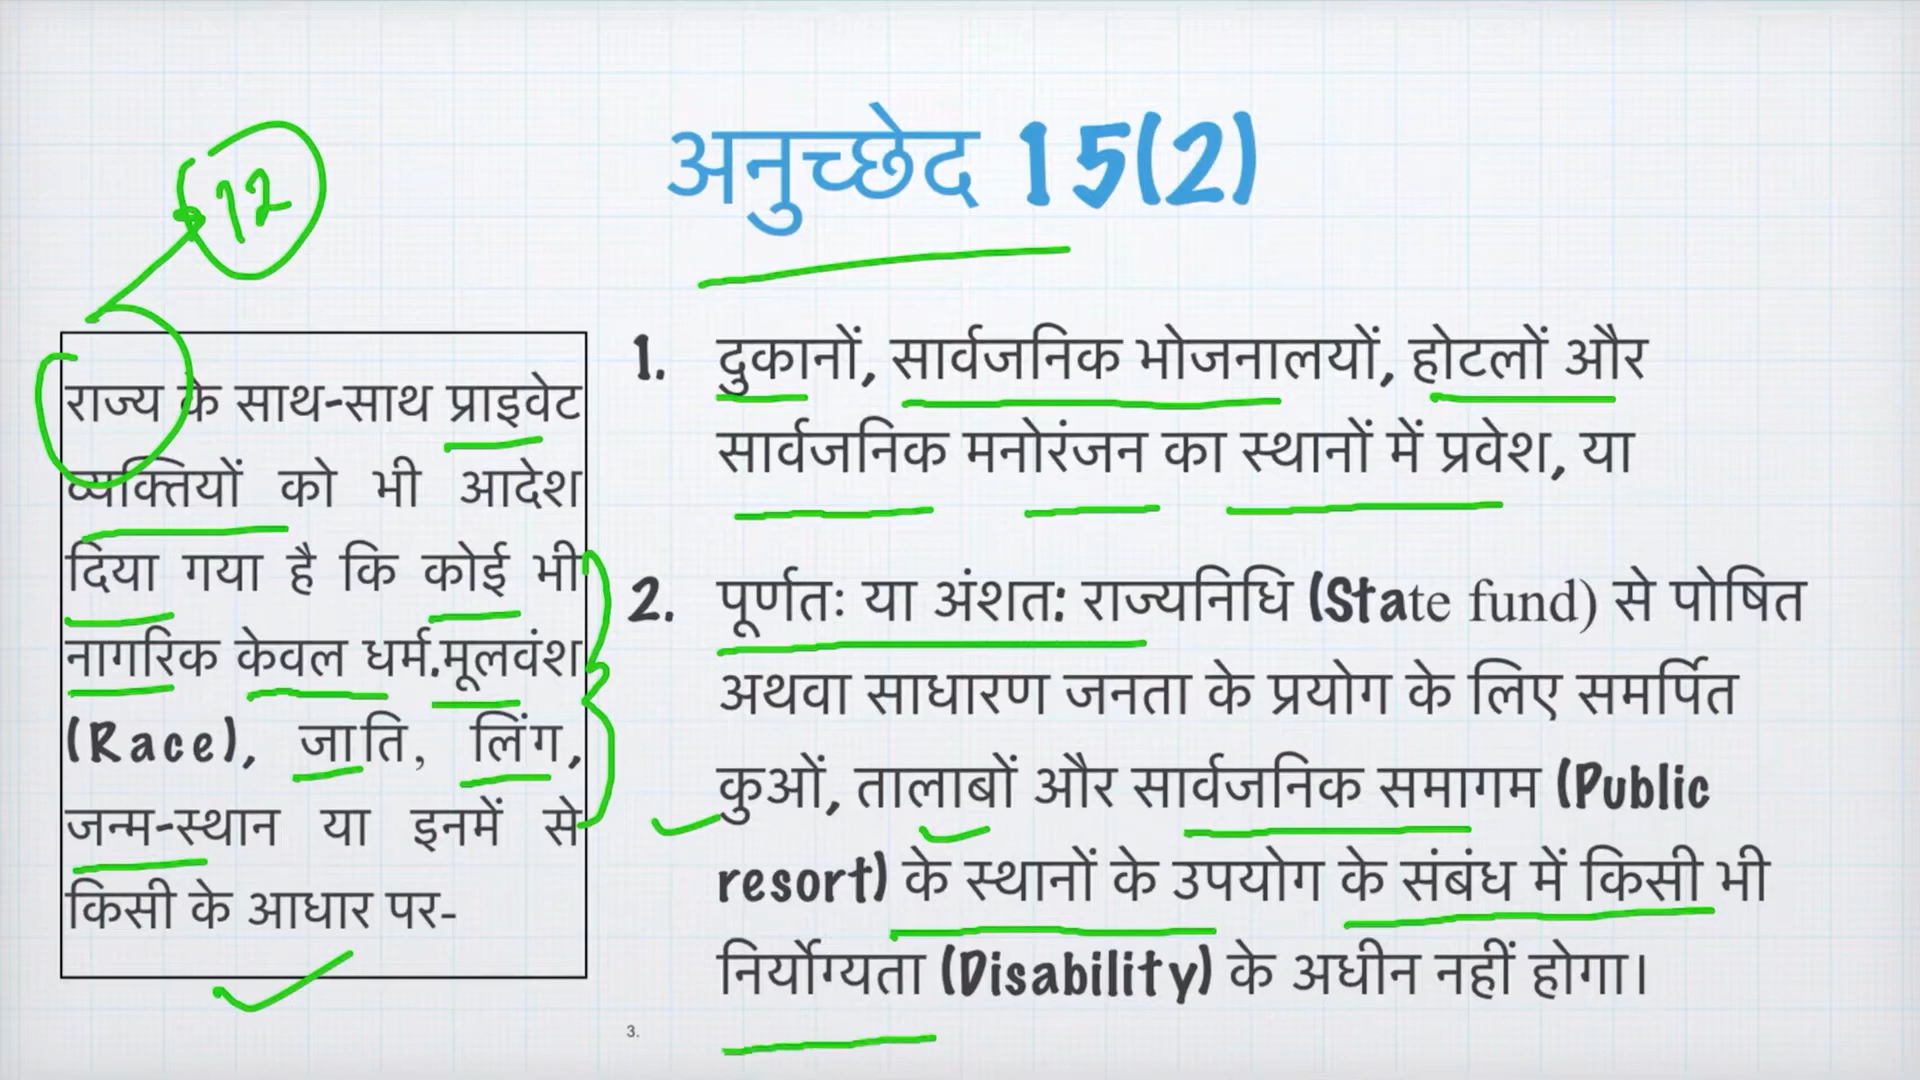 अनुच्छेद 15(2)
12
राज्य के साथ-साथ प्राइवेट
व्यक्तियों को भी आदेश
दिया गया है कि कोई भी
नागरिक केवल धर्म.मूलवंश
(Race), जाति, लिंग,
जन्म-स्थान या इनमें से
किसी के आधार पर-
1. दुकानों, सार्वजनिक भोजनालयों, होटलों और
सार्वजनिक मनोरंजन का स्थानों में प्रवेश, या
2. पूर्णतः या अंशत: राज्यनिधि (State fund) से पोषित
अथवा साधारण जनता के प्रयोग के लिए समर्पित
कुओं, तालाबों और सार्वजनिक समागम (Public
resort) के स्थानों के उपयोग के संबंध में किसी भी
निर्योग्यता (Disability) के अधीन नहीं होगा।
3.